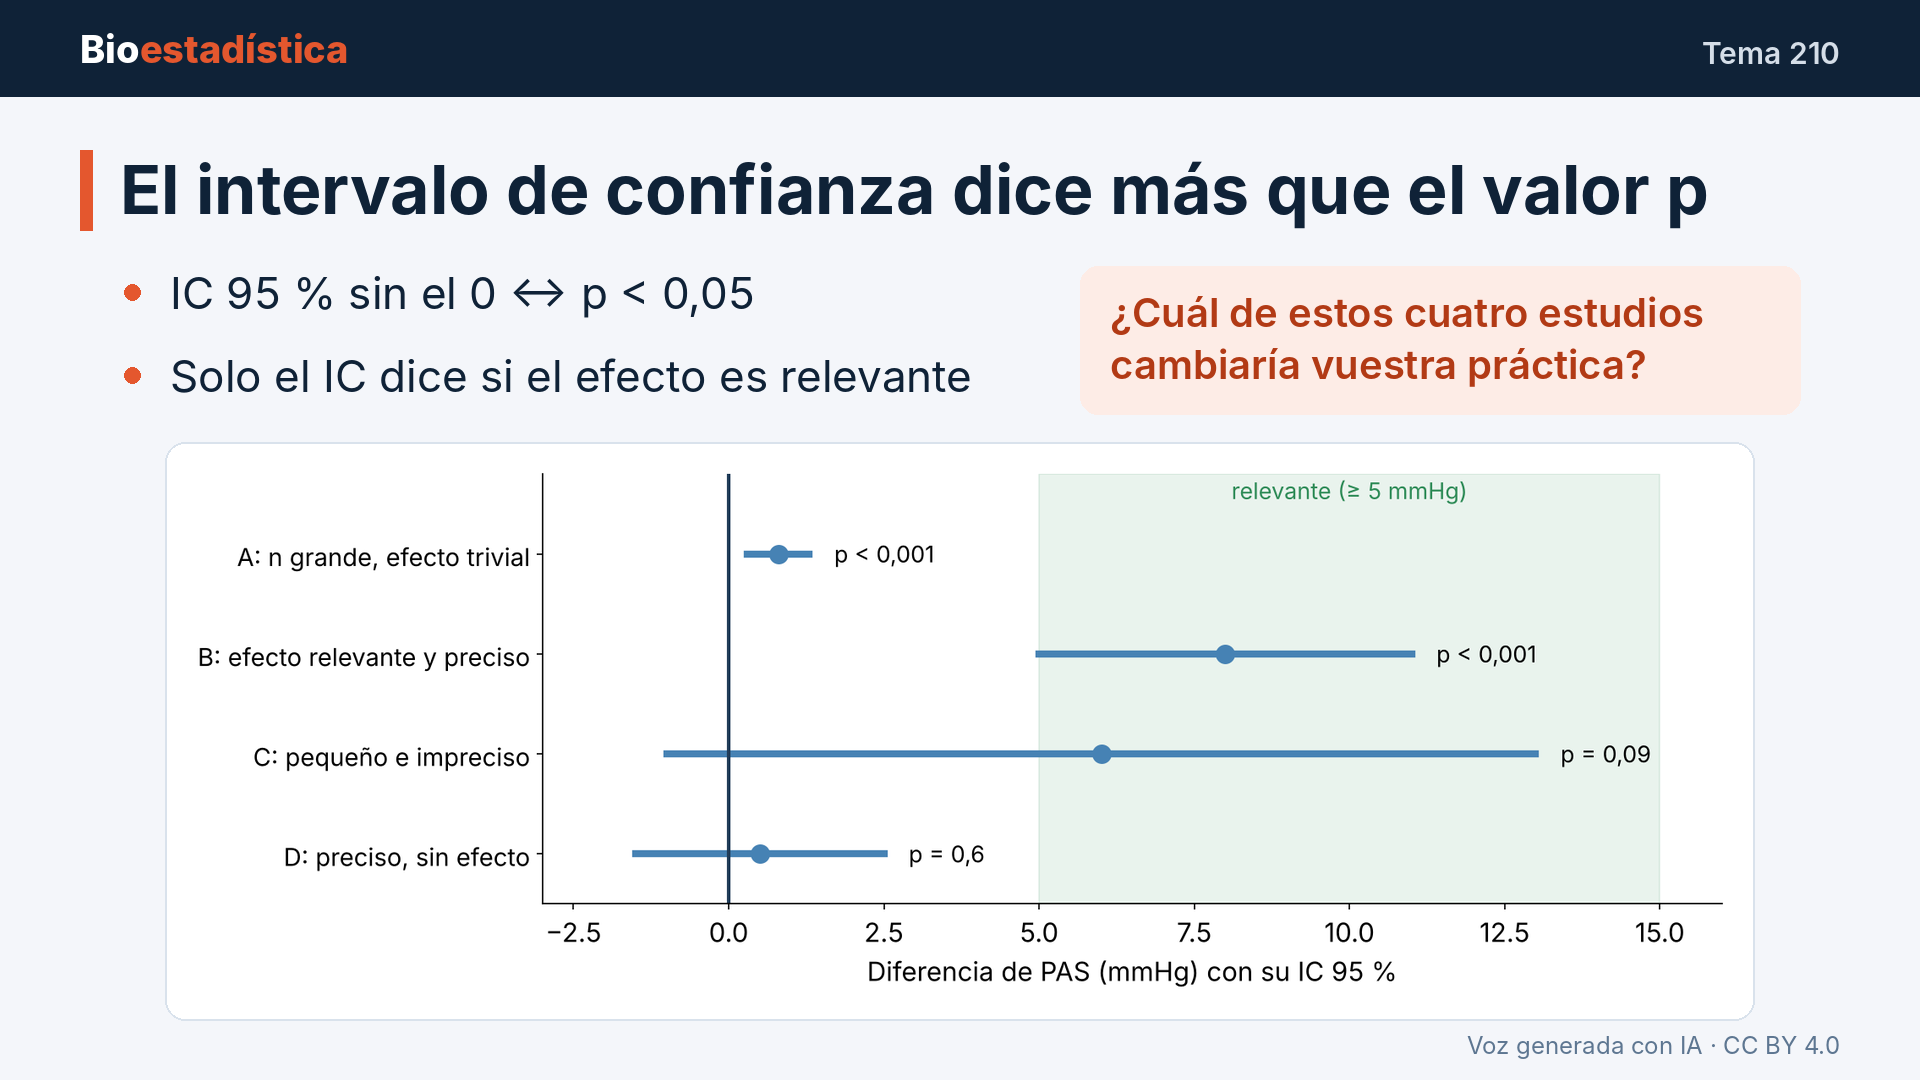 Bioestadística
Tema 210
El intervalo de confianza dice más que el valor p
IC 95 % sin el 0 ↔ p < 0,05
Solo el IC dice si el efecto es relevante
¿Cuál de estos cuatro estudios
cambiaría vuestra práctica?
relevante (≥ 5 mmHg)
A: n grande, efecto trivial
p < 0,001
B: efecto relevante y preciso
p < 0,001
C: pequeño e impreciso
p = 0,09
D: preciso, sin efecto
p = 0,6
−2.5 0.0 2.5 5.0 7.5 10.0 12.5 15.0
Diferencia de PAS (mmHg) con su IC 95 %
Voz generada con IA · CC BY 4.0